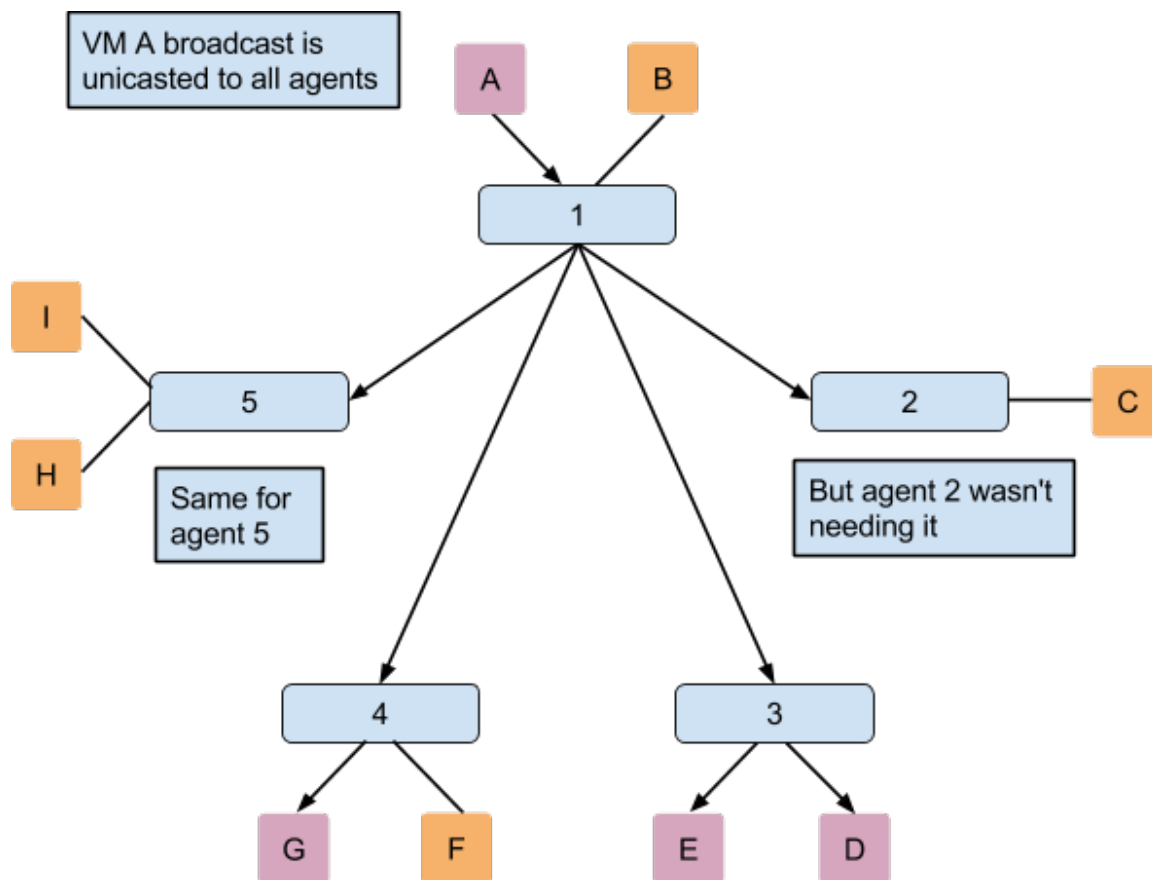 VM A broadcast is
unicasted to all agents
A
B
1
I
5
2
C
H
Same for
agent 5
But agent 2 wasn't
needing it
4
3
G
F
E
D